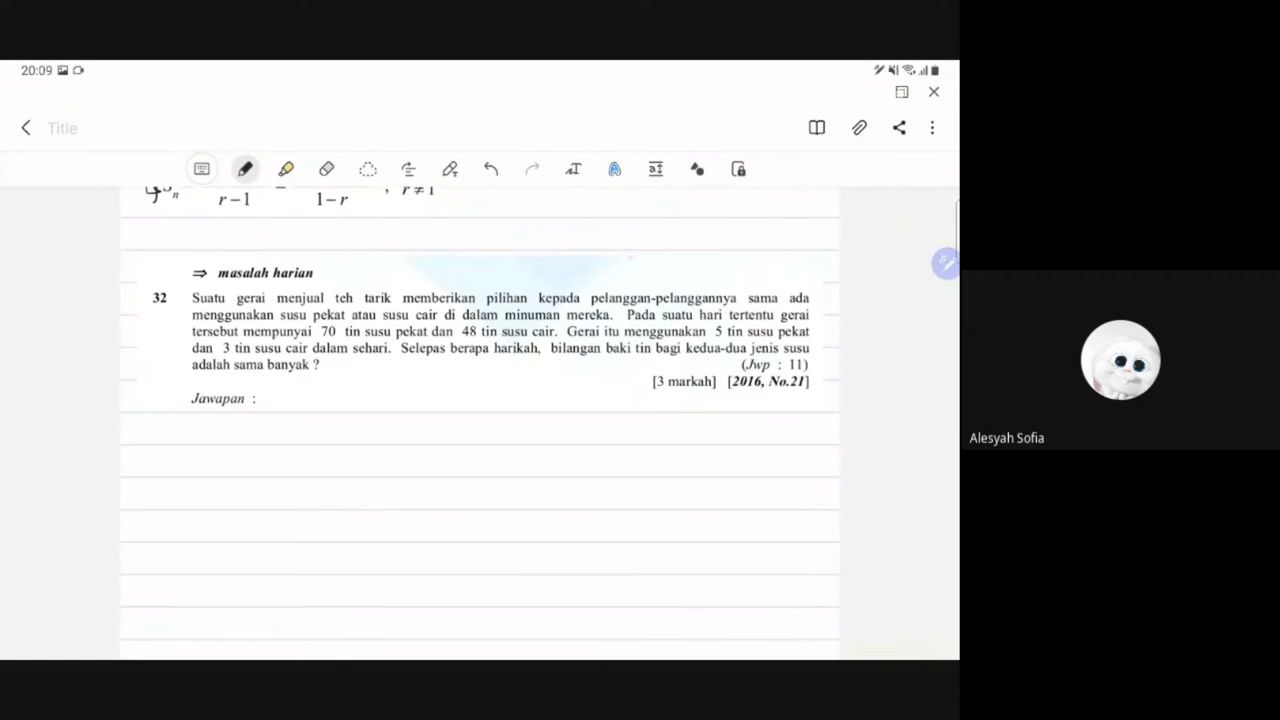 20:09
Title
n
r – 1
=
1 – r
, r ≠ 1
⇒ masalah harian
32 Suatu gerai menjual teh tarik memberikan pilihan kepada pelanggan-pelanggannya sama ada
menggunakan susu pekat atau susu cair di dalam minuman mereka. Pada suatu hari tertentu gerai
tersebut mempunyai 70 tin susu pekat dan 48 tin susu cair. Gerai itu menggunakan 5 tin susu pekat
dan 3 tin susu cair dalam sehari. Selepas berapa harikah, bilangan baki tin bagi kedua-dua jenis susu
adalah sama banyak ? (Jwp : 11)
[3 markah] [2016, No.21]
Jawapan :
Alesyah Sofia